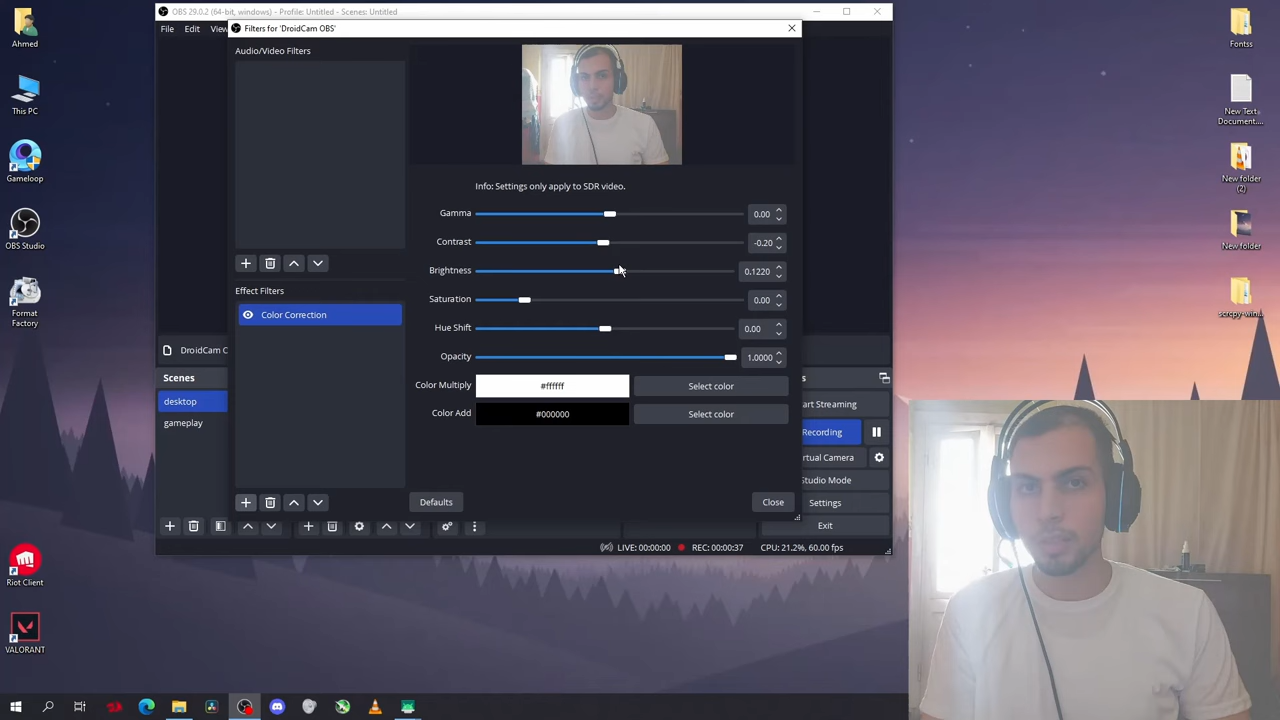 OBS 29.0.2 (64-bit, windows) - Profile: Untitled - Scenes: Untitled
File Edit View
Filters for 'DroidCam OBS'
Audio/Video Filters
Info: Settings only apply to SDR video.
Gamma 0.00
Contrast -0.20
Brightness 0.1220
Saturation 0.00
Hue Shift 0.00
Opacity 1.0000
Color Multiply #ffffff Select color
Color Add #000000 Select color
Effect Filters
Color Correction
Defaults Close
DroidCam C
Scenes
desktop
gameplay
s
art Streaming
Recording
rtual Camera
Studio Mode
Settings
Exit
LIVE: 00:00:00 REC: 00:00:37 CPU: 21.2%, 60.00 fps
Ahmed
This PC
Gameloop
OBS Studio
Format
Factory
Riot Client
VALORANT
Fontss
New Text
Document....
New folder
(2)
New folder
scrcpy-win...